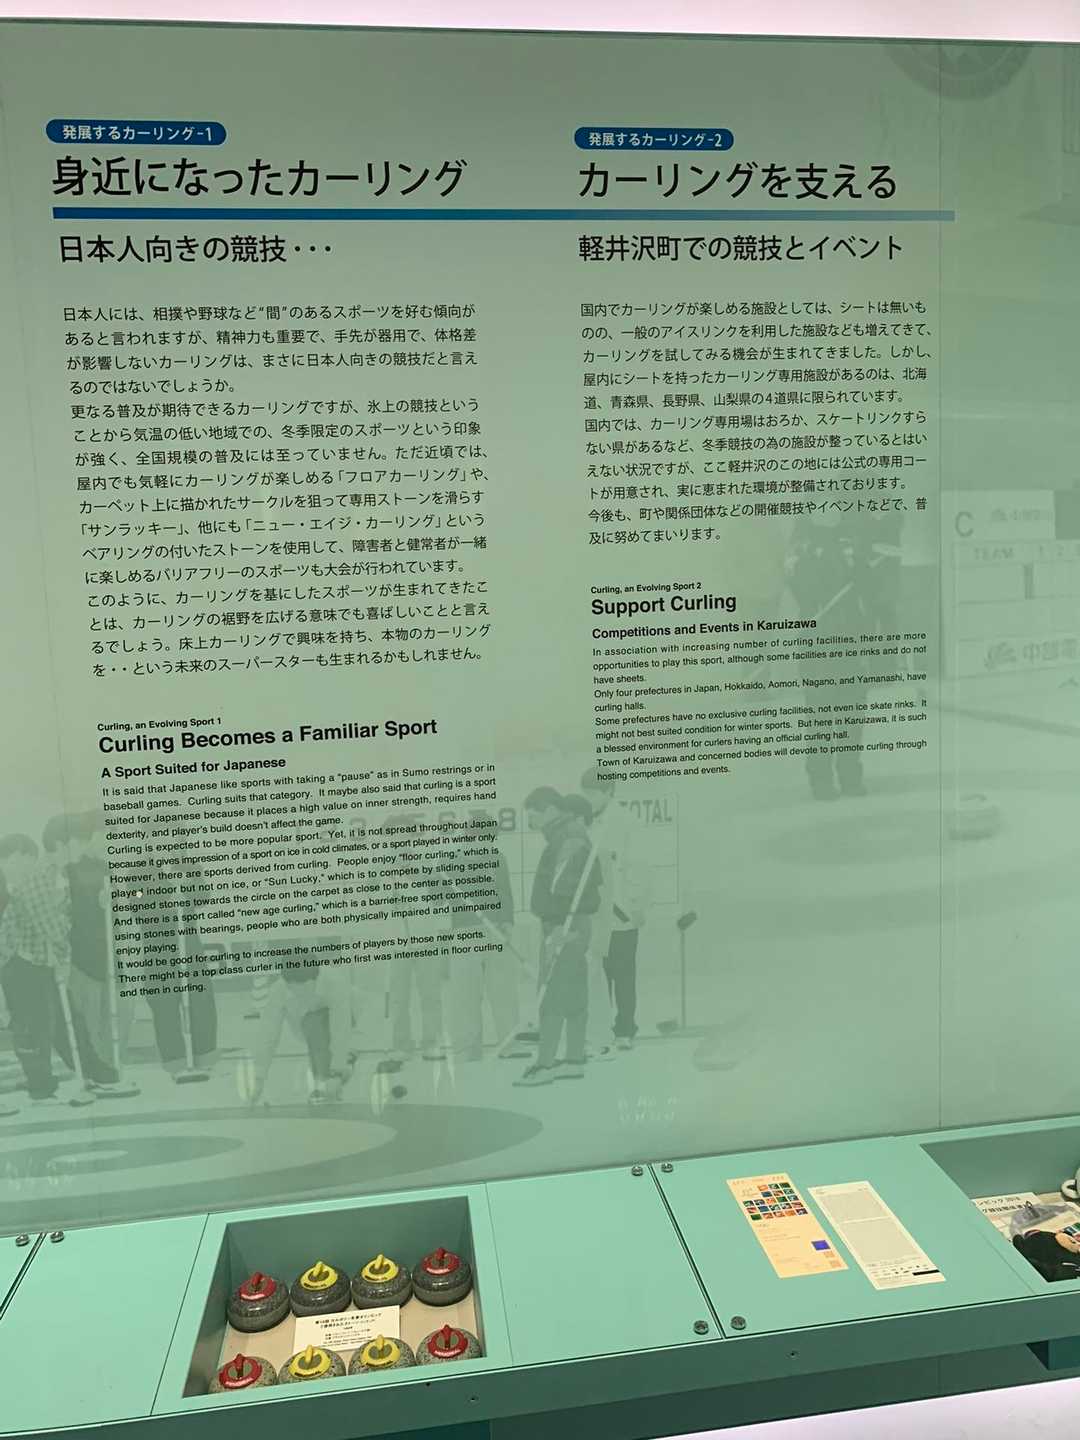 発展するカーリング-1
身近になったカーリング
日本人向きの競技・・・
日本人には、相撲や野球など“間”のあるスポーツを好む傾向が
あると言われますが、精神力も重要で、手先が器用で、体格差
が影響しないカーリングは、まさに日本人向きの競技だと言え
るのではないでしょうか。
更なる普及が期待できるカーリングですが、氷上の競技という
ことから気温の低い地域での、冬季限定のスポーツという印象
が強く、全国規模の普及には至っていません。ただ近頃では、
屋内でも気軽にカーリングが楽しめる「フロアカーリング」や、
カーペット上に描かれたサークルを狙って専用ストーンを滑らす
「サンラッキー」、他にも「ニュー・エイジ・カーリング」という
ベアリングの付いたストーンを使用して、障害者と健常者が一緒
に楽しめるバリアフリーのスポーツも大会が行われています。
このように、カーリングを基にしたスポーツが生まれてきたこ
とは、カーリングの裾野を広げる意味でも喜ばしいことと言え
るでしょう。床上カーリングで興味を持ち、本物のカーリング
を・・という未来のスーパースターも生まれるかもしれません。
Curling, an Evolving Sport 1
Curling Becomes a Familiar Sport
A Sport Suited for Japanese
It is said that Japanese like sports with taking a “pause” as in Sumo restrings or in
baseball games. Curling suits that category. It maybe also said that curling is a sport
suited for Japanese because it places a high value on inner strength, requires hand
dexterity, and player's build doesn't affect the game.
Curling is expected to be more popular sport. Yet, it is not spread throughout Japan
because it gives impression of a sport on ice in cold climates, or a sport played in winter only.
However, there are sports derived from curling. People enjoy “floor curling,” which is
played indoor but not on ice, or “Sun Lucky,” which is to compete by sliding special
designed stones towards the circle on the carpet as close to the center as possible.
And there is a sport called “new age curling,” which is a barrier-free sport competition,
using stones with bearings, people who are both physically impaired and unimpaired
enjoy playing.
It would be good for curling to increase the numbers of players by those new sports.
There might be a top class curler in the future who first was interested in floor curling
and then in curling.
発展するカーリング-2
カーリングを支える
軽井沢町での競技とイベント
国内でカーリングが楽しめる施設としては、シートは無いも
のの、一般のアイスリンクを利用した施設なども増えてきて、
カーリングを試してみる機会が生まれてきました。しかし、
屋内にシートを持ったカーリング専用施設があるのは、北海
道、青森県、長野県、山梨県の4道県に限られています。
国内では、カーリング専用場はおろか、スケートリンクすら
ない県があるなど、冬季競技の為の施設が整っているとはい
えない状況ですが、ここ軽井沢のこの地には公式の専用コー
トが用意され、実に恵まれた環境が整備されております。
今後も、町や関係団体などの開催競技やイベントなどで、普
及に努めてまいります。
Curling, an Evolving Sport 2
Support Curling
Competitions and Events in Karuizawa
In association with increasing number of curling facilities, there are more
opportunities to play this sport, although some facilities are ice rinks and do not
have sheets.
Only four prefectures in Japan, Hokkaido, Aomori, Nagano, and Yamanashi, have
curling halls.
Some prefectures have no exclusive curling facilities, not even ice skate rinks. It
might not best suited condition for winter sports. But here in Karuizawa, it is such
a blessed environment for curlers having an official curling hall.
Town of Karuizawa and concerned bodies will devote to promote curling through
hosting competitions and events.
C
TEAM 1 2
TOTAL